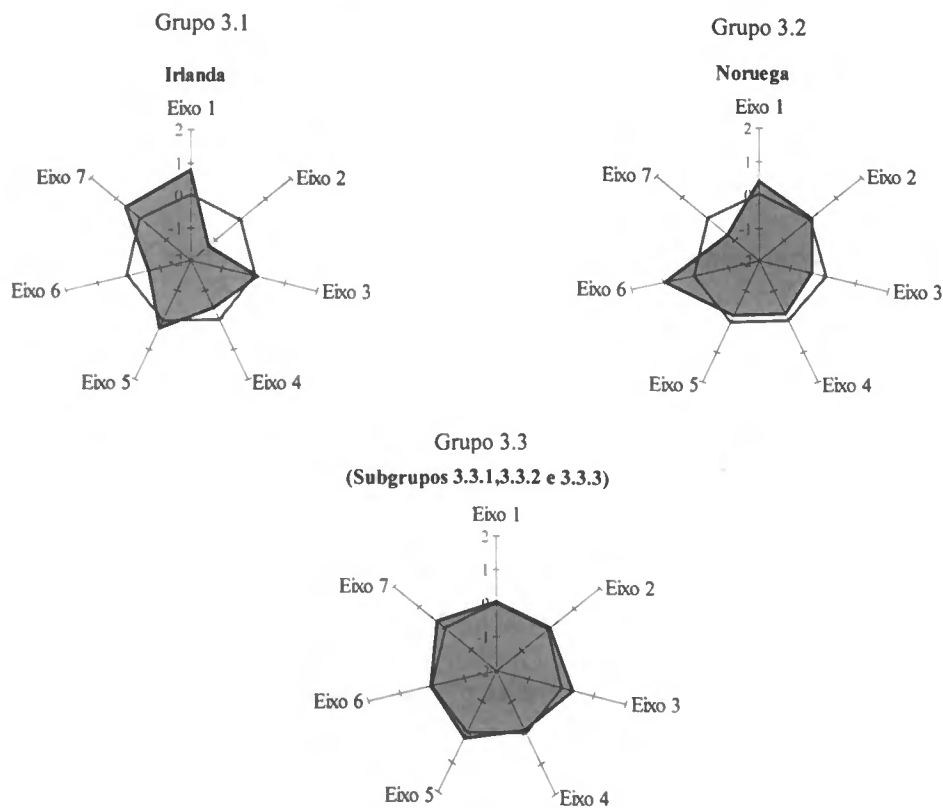 Grupo 3.1
Irlanda
Eixo 1
2
1
0
-1
-2
Eixo 2
Eixo 3
Eixo 4
Eixo 5
Eixo 6
Eixo 7
Grupo 3.2
Noruega
Eixo 1
2
1
0
-1
-2
Eixo 2
Eixo 3
Eixo 4
Eixo 5
Eixo 6
Eixo 7
Grupo 3.3
(Subgrupos 3.3.1,3.3.2 e 3.3.3)
Eixo 1
2
1
0
-1
-2
Eixo 2
Eixo 3
Eixo 4
Eixo 5
Eixo 6
Eixo 7